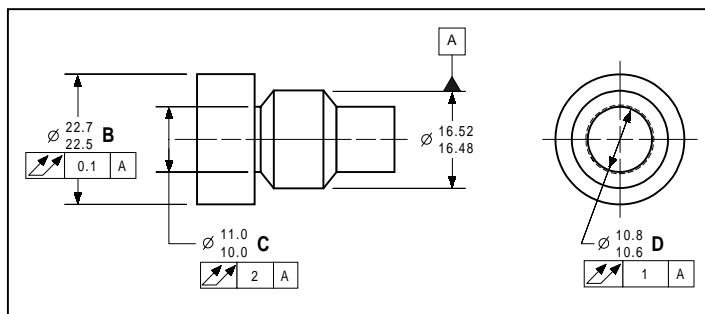 A
⌀ 22.7 B
22.5
0.1 A
⌀ 16.52
16.48
⌀ 11.0 C
10.0
2 A
⌀ 10.8 D
10.6
1 A